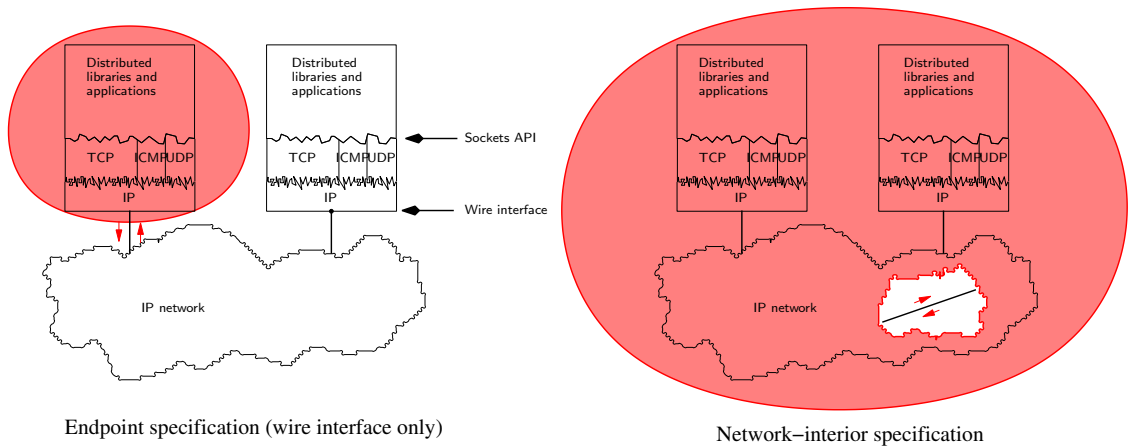 Distributed
libraries and
applications
TCP
ICMP
UDP
IP
Distributed
libraries and
applications
TCP
ICMP
UDP
IP
Sockets API
Wire interface
IP network
Endpoint specification (wire interface only)
Distributed
libraries and
applications
TCP
ICMP
UDP
IP
Distributed
libraries and
applications
TCP
ICMP
UDP
IP
IP network
Network−interior specification